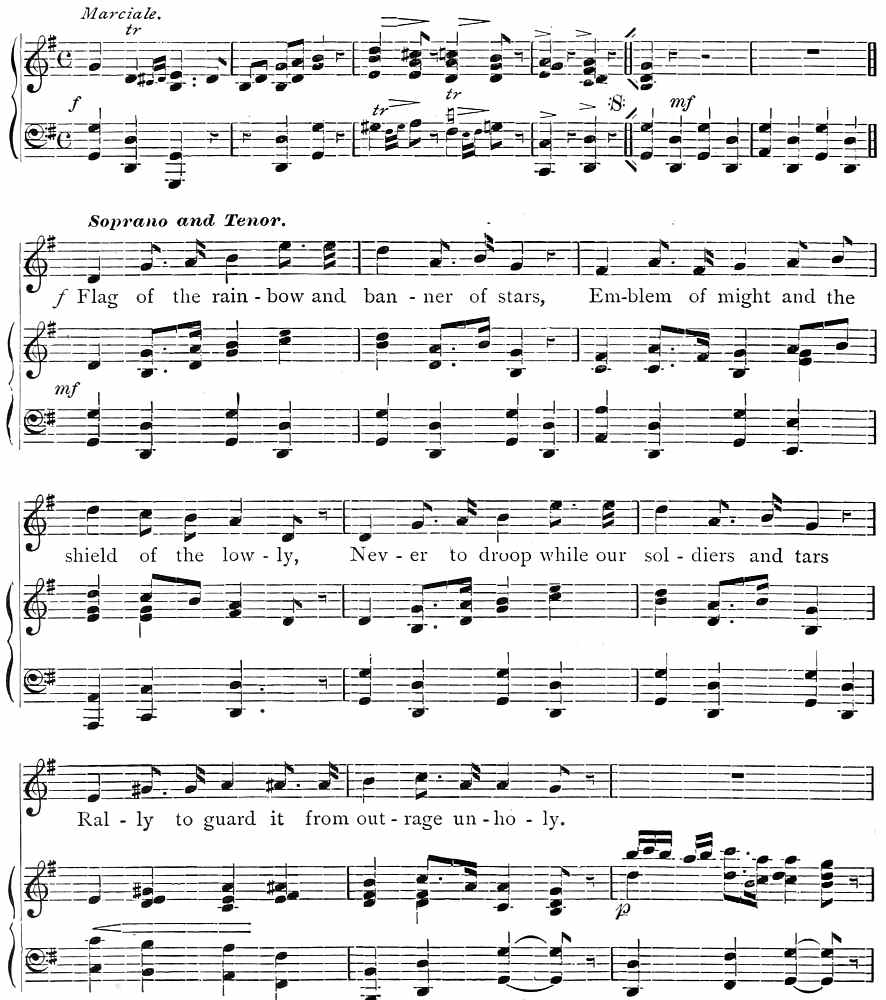 Marciale.
tr
f
tr
tr
mf
Soprano and Tenor.
f Flag of the rain - bow and ban - ner of stars, Em-blem of might and the
mf
shield of the low - ly, Nev - er to droop while our sol - diers and tars
Ral - ly to guard it from out - rage un - ho - ly.
p